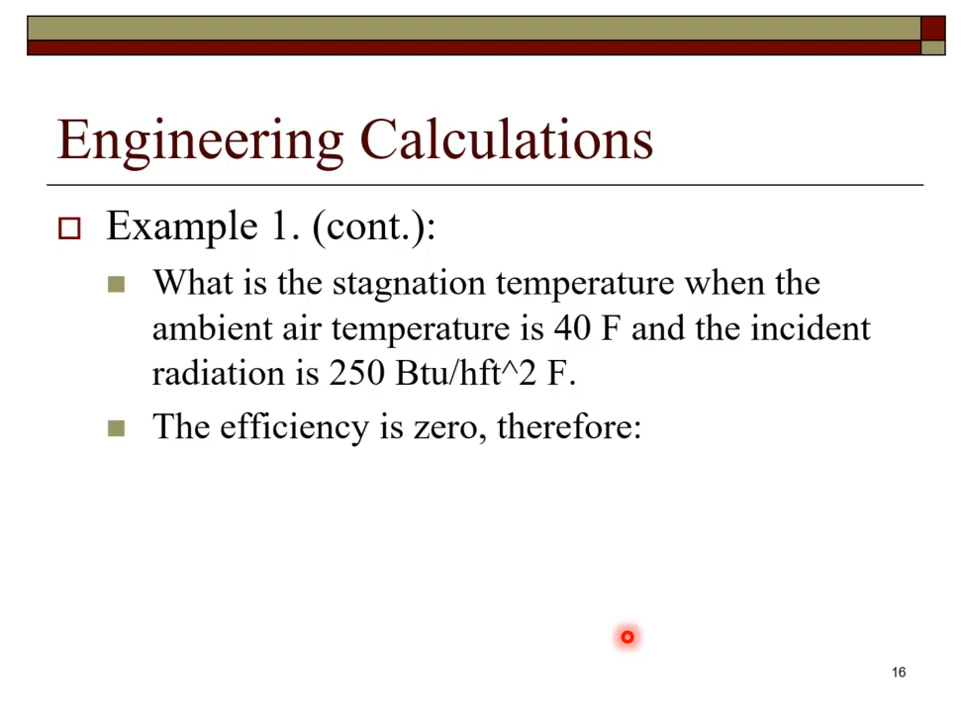 Engineering Calculations
Example 1. (cont.):
What is the stagnation temperature when the
ambient air temperature is 40 F and the incident
radiation is 250 Btu/hft^2 F.
The efficiency is zero, therefore:
16